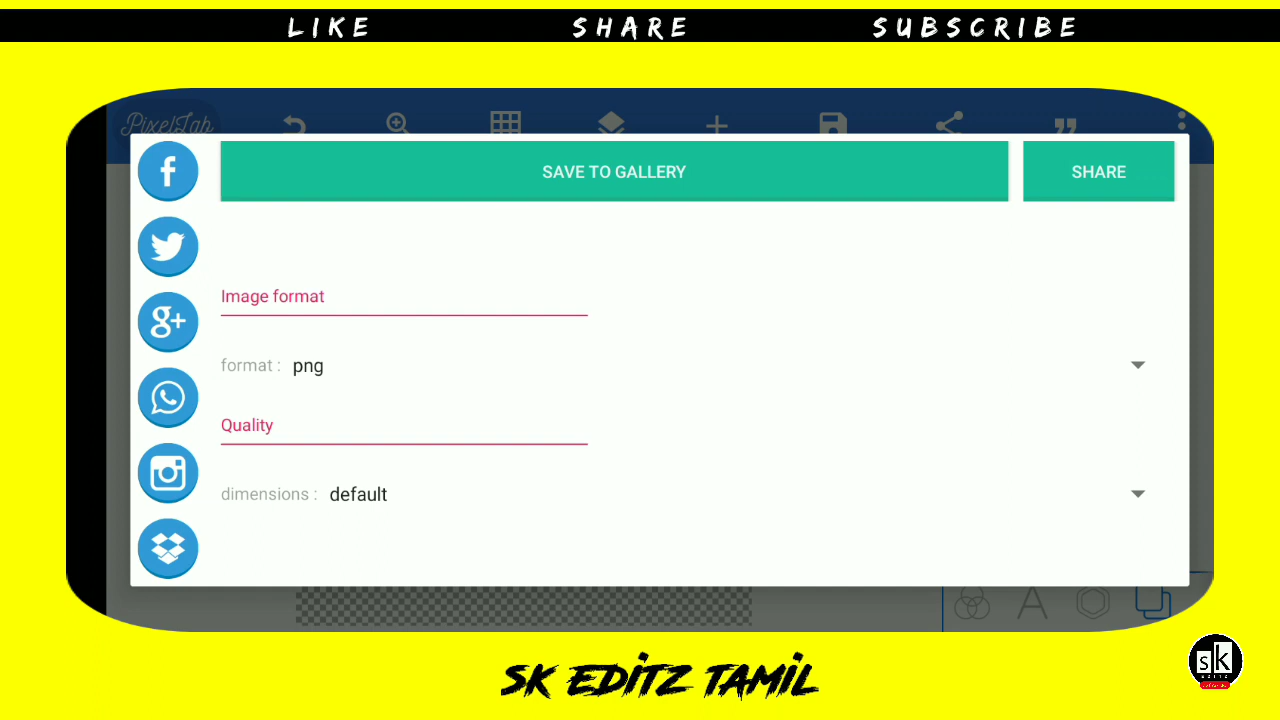 LIKE SHARE SUBSCRIBE
PixelLab
SAVE TO GALLERY SHARE
Image format
format : png
Quality
dimensions : default
SK EDITZ TAMIL
SK
EDITZ